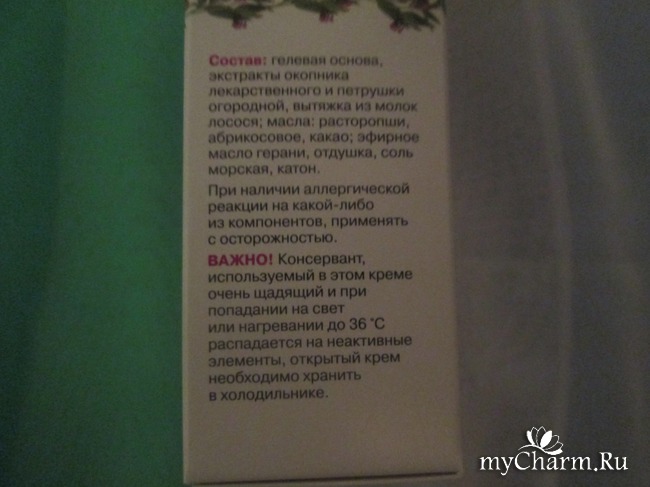 Состав: гелевая основа,
экстракты окопника
лекарственного и петрушки
огородной, вытяжка из молок
лосося; масла: расторопши,
абрикосовое, какао; эфирное
масло герани, отдушка, соль
морская, катон.
При наличии аллергической
реакции на какой-либо
из компонентов, применять
с осторожностью.
ВАЖНО! Консервант,
используемый в этом креме
очень щадящий и при
попадании на свет
или нагревании до 36 °С
распадается на неактивные
элементы, открытый крем
необходимо хранить
в холодильнике.
myCharm.Ru